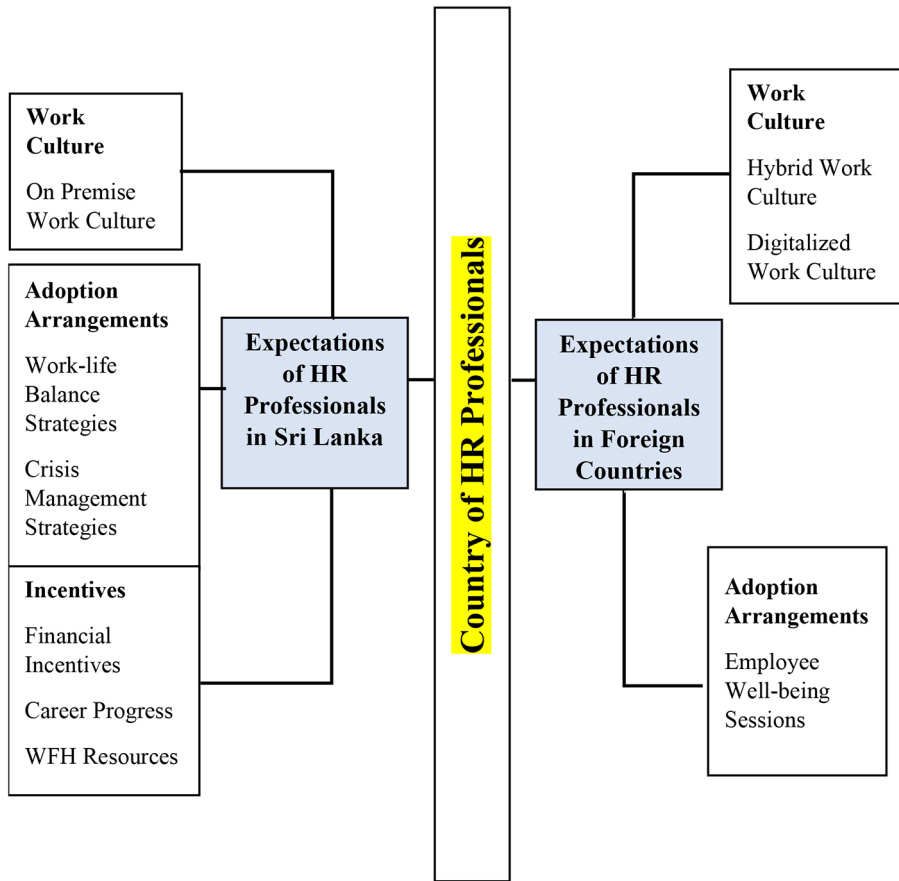 Work
Culture
On Premise
Work Culture
Adoption
Arrangements
Work-life
Balance
Strategies
Crisis
Management
Strategies
Incentives
Financial
Incentives
Career Progress
WFH Resources
Expectations
of HR
Professionals
in Sri Lanka
Country of HR Professionals
Expectations
of HR
Professionals
in Foreign
Countries
Work
Culture
Hybrid Work
Culture
Digitalized
Work Culture
Adoption
Arrangements
Employee
Well-being
Sessions